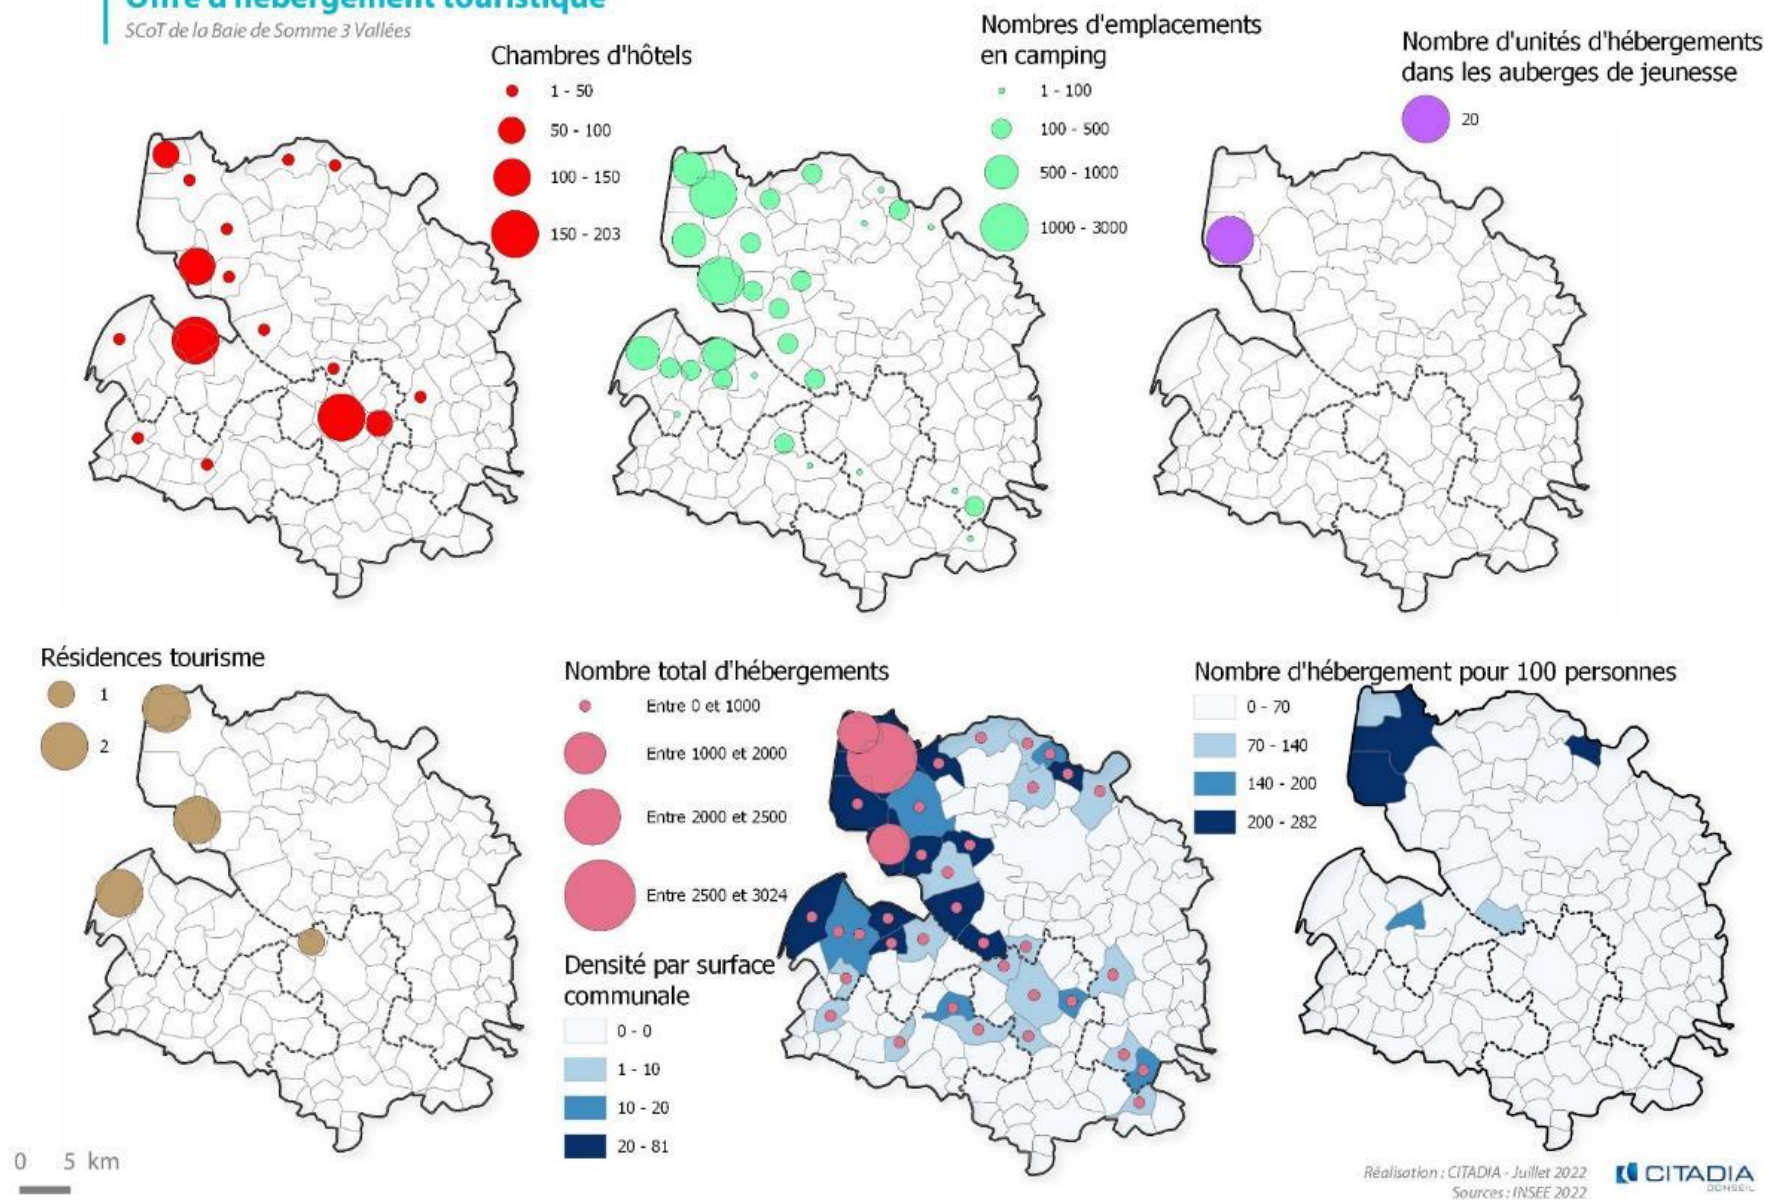 Offre d'hébergement touristique
SCoT de la Baie de Somme 3 Vallées
Chambres d'hôtels
1 - 50
50 - 100
100 - 150
150 - 203
Nombres d'emplacements
en camping
1 - 100
100 - 500
500 - 1000
1000 - 3000
Nombre d'unités d'hébergements
dans les auberges de jeunesse
20
Résidences tourisme
1
2
Nombre total d'hébergements
Entre 0 et 1000
Entre 1000 et 2000
Entre 2000 et 2500
Entre 2500 et 3024
Densité par surface
communale
0 - 0
1 - 10
10 - 20
20 - 81
Nombre d'hébergement pour 100 personnes
0 - 70
70 - 140
140 - 200
200 - 282
0 5 km
Réalisation : CITADIA - Juillet 2022
Sources : INSEE 2022
CITADIA
CONSEIL